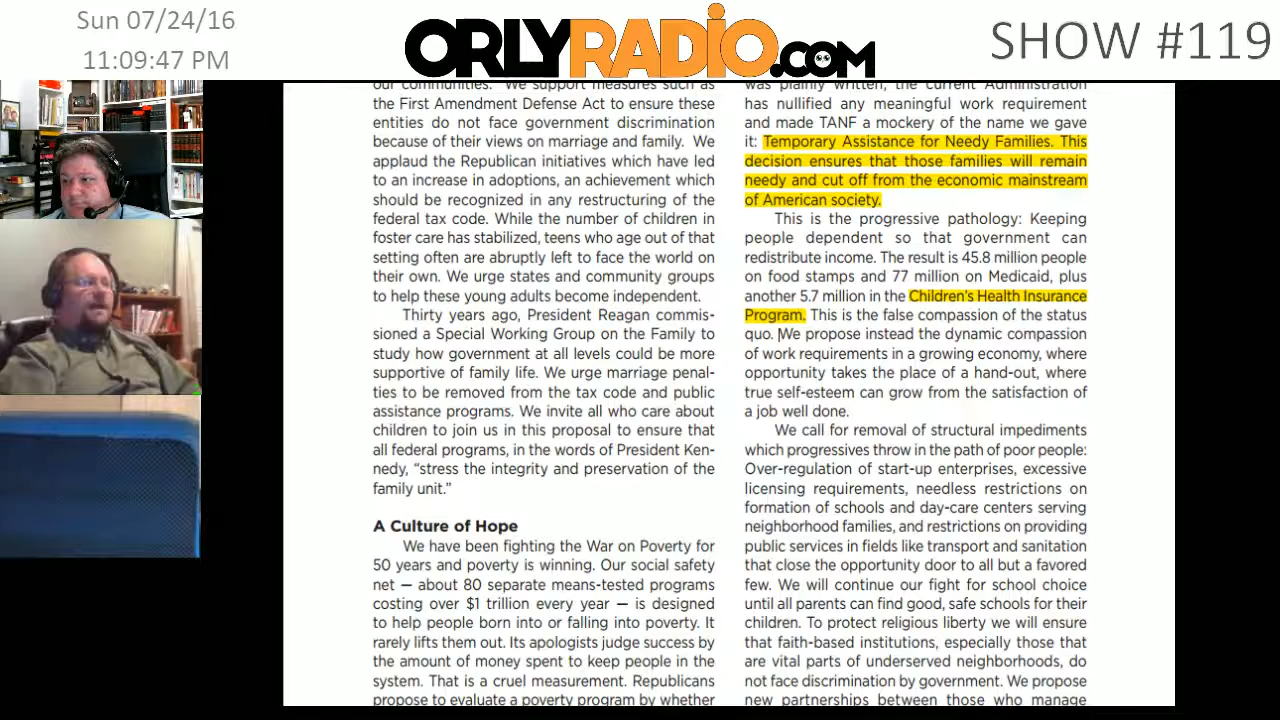 Sun 07/24/16
11:09:47 PM
ORLYRADiO.COM
SHOW #119
our communities. We support measures such as
the First Amendment Defense Act to ensure these
entities do not face government discrimination
because of their views on marriage and family. We
applaud the Republican initiatives which have led
to an increase in adoptions, an achievement which
should be recognized in any restructuring of the
federal tax code. While the number of children in
foster care has stabilized, teens who age out of that
setting often are abruptly left to face the world on
their own. We urge states and community groups
to help these young adults become independent.
Thirty years ago, President Reagan commis-
sioned a Special Working Group on the Family to
study how government at all levels could be more
supportive of family life. We urge marriage penal-
ties to be removed from the tax code and public
assistance programs. We invite all who care about
children to join us in this proposal to ensure that
all federal programs, in the words of President Ken-
nedy, “stress the integrity and preservation of the
family unit.”
A Culture of Hope
We have been fighting the War on Poverty for
50 years and poverty is winning. Our social safety
net — about 80 separate means-tested programs
costing over $1 trillion every year — is designed
to help people born into or falling into poverty. It
rarely lifts them out. Its apologists judge success by
the amount of money spent to keep people in the
system. That is a cruel measurement. Republicans
propose to evaluate a poverty program by whether
was plainly written, the current Administration
has nullified any meaningful work requirement
and made TANF a mockery of the name we gave
it: Temporary Assistance for Needy Families. This
decision ensures that those families will remain
needy and cut off from the economic mainstream
of American society.
This is the progressive pathology: Keeping
people dependent so that government can
redistribute income. The result is 45.8 million people
on food stamps and 77 million on Medicaid, plus
another 5.7 million in the Children's Health Insurance
Program. This is the false compassion of the status
quo. We propose instead the dynamic compassion
of work requirements in a growing economy, where
opportunity takes the place of a hand-out, where
true self-esteem can grow from the satisfaction of
a job well done.
We call for removal of structural impediments
which progressives throw in the path of poor people:
Over-regulation of start-up enterprises, excessive
licensing requirements, needless restrictions on
formation of schools and day-care centers serving
neighborhood families, and restrictions on providing
public services in fields like transport and sanitation
that close the opportunity door to all but a favored
few. We will continue our fight for school choice
until all parents can find good, safe schools for their
children. To protect religious liberty we will ensure
that faith-based institutions, especially those that
are vital parts of underserved neighborhoods, do
not face discrimination by government. We propose
new partnerships between those who manage